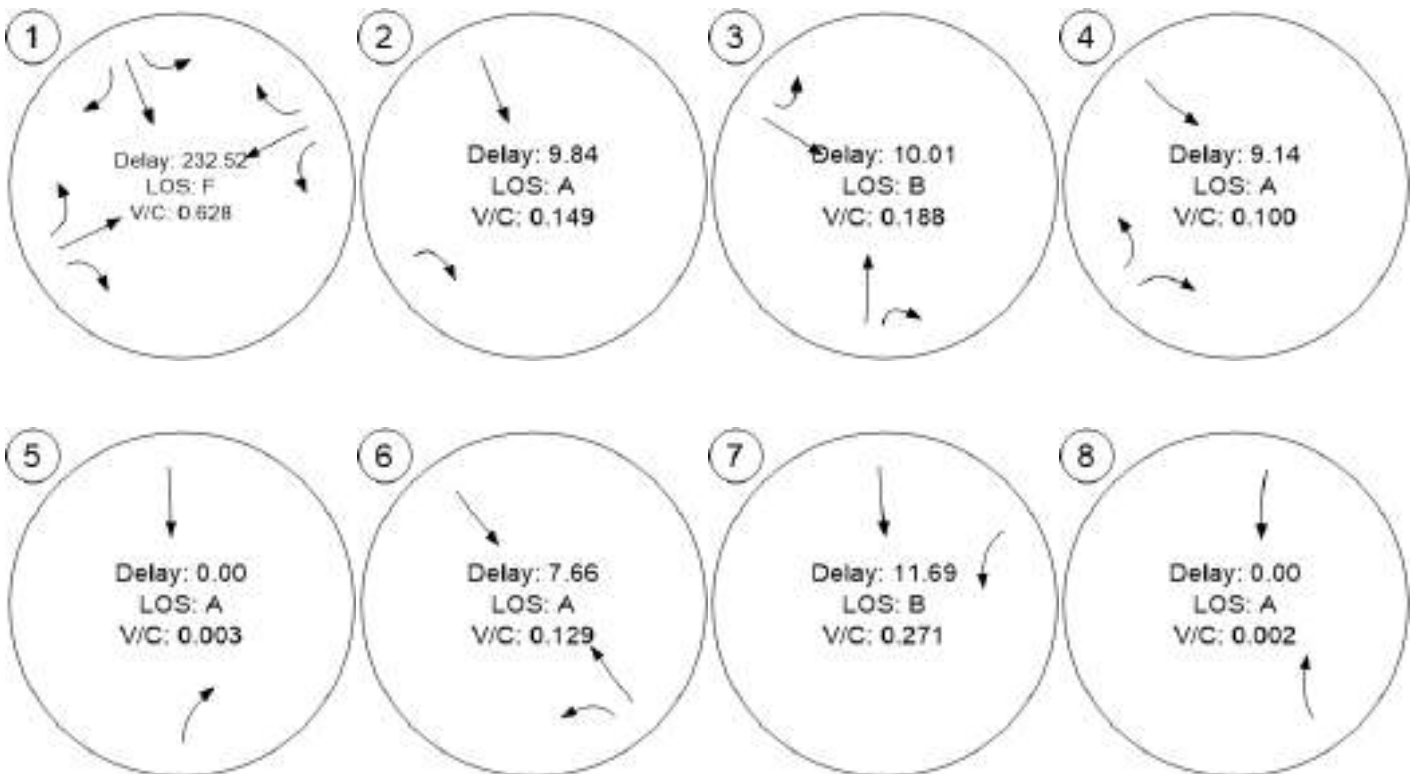 1
Delay: 232.52
LOS: F
V/C: 0.628
2
Delay: 9.84
LOS: A
V/C: 0.149
3
Delay: 10.01
LOS: B
V/C: 0.188
4
Delay: 9.14
LOS: A
V/C: 0.100
5
Delay: 0.00
LOS: A
V/C: 0.003
6
Delay: 7.66
LOS: A
V/C: 0.129
7
Delay: 11.69
LOS: B
V/C: 0.271
8
Delay: 0.00
LOS: A
V/C: 0.002